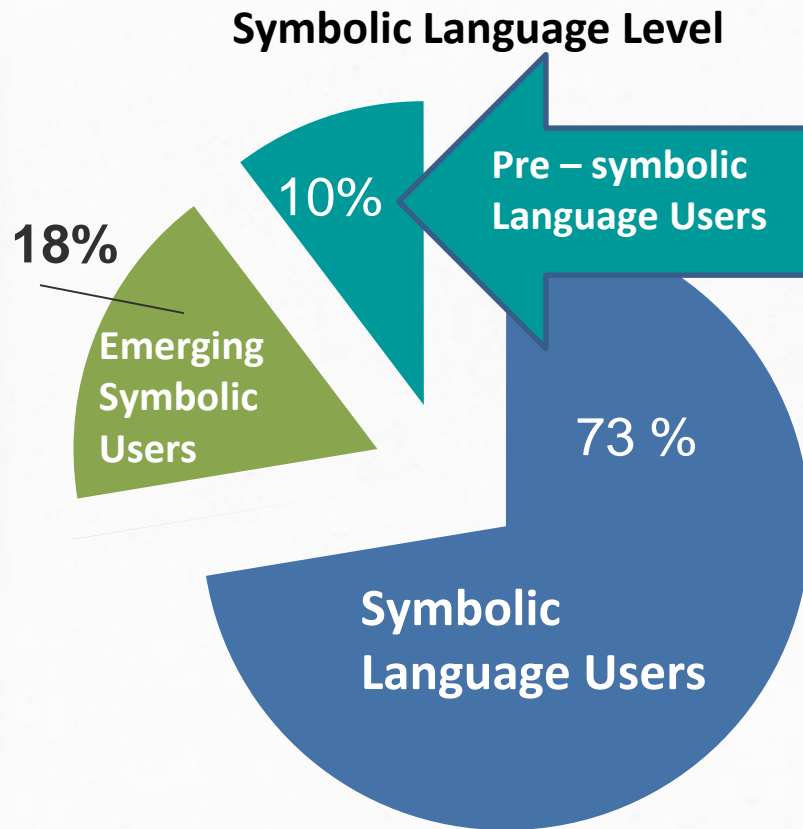 Symbolic Language Level
10%
Pre – symbolic
Language Users
18%
Emerging
Symbolic
Users
73 %
Symbolic
Language Users